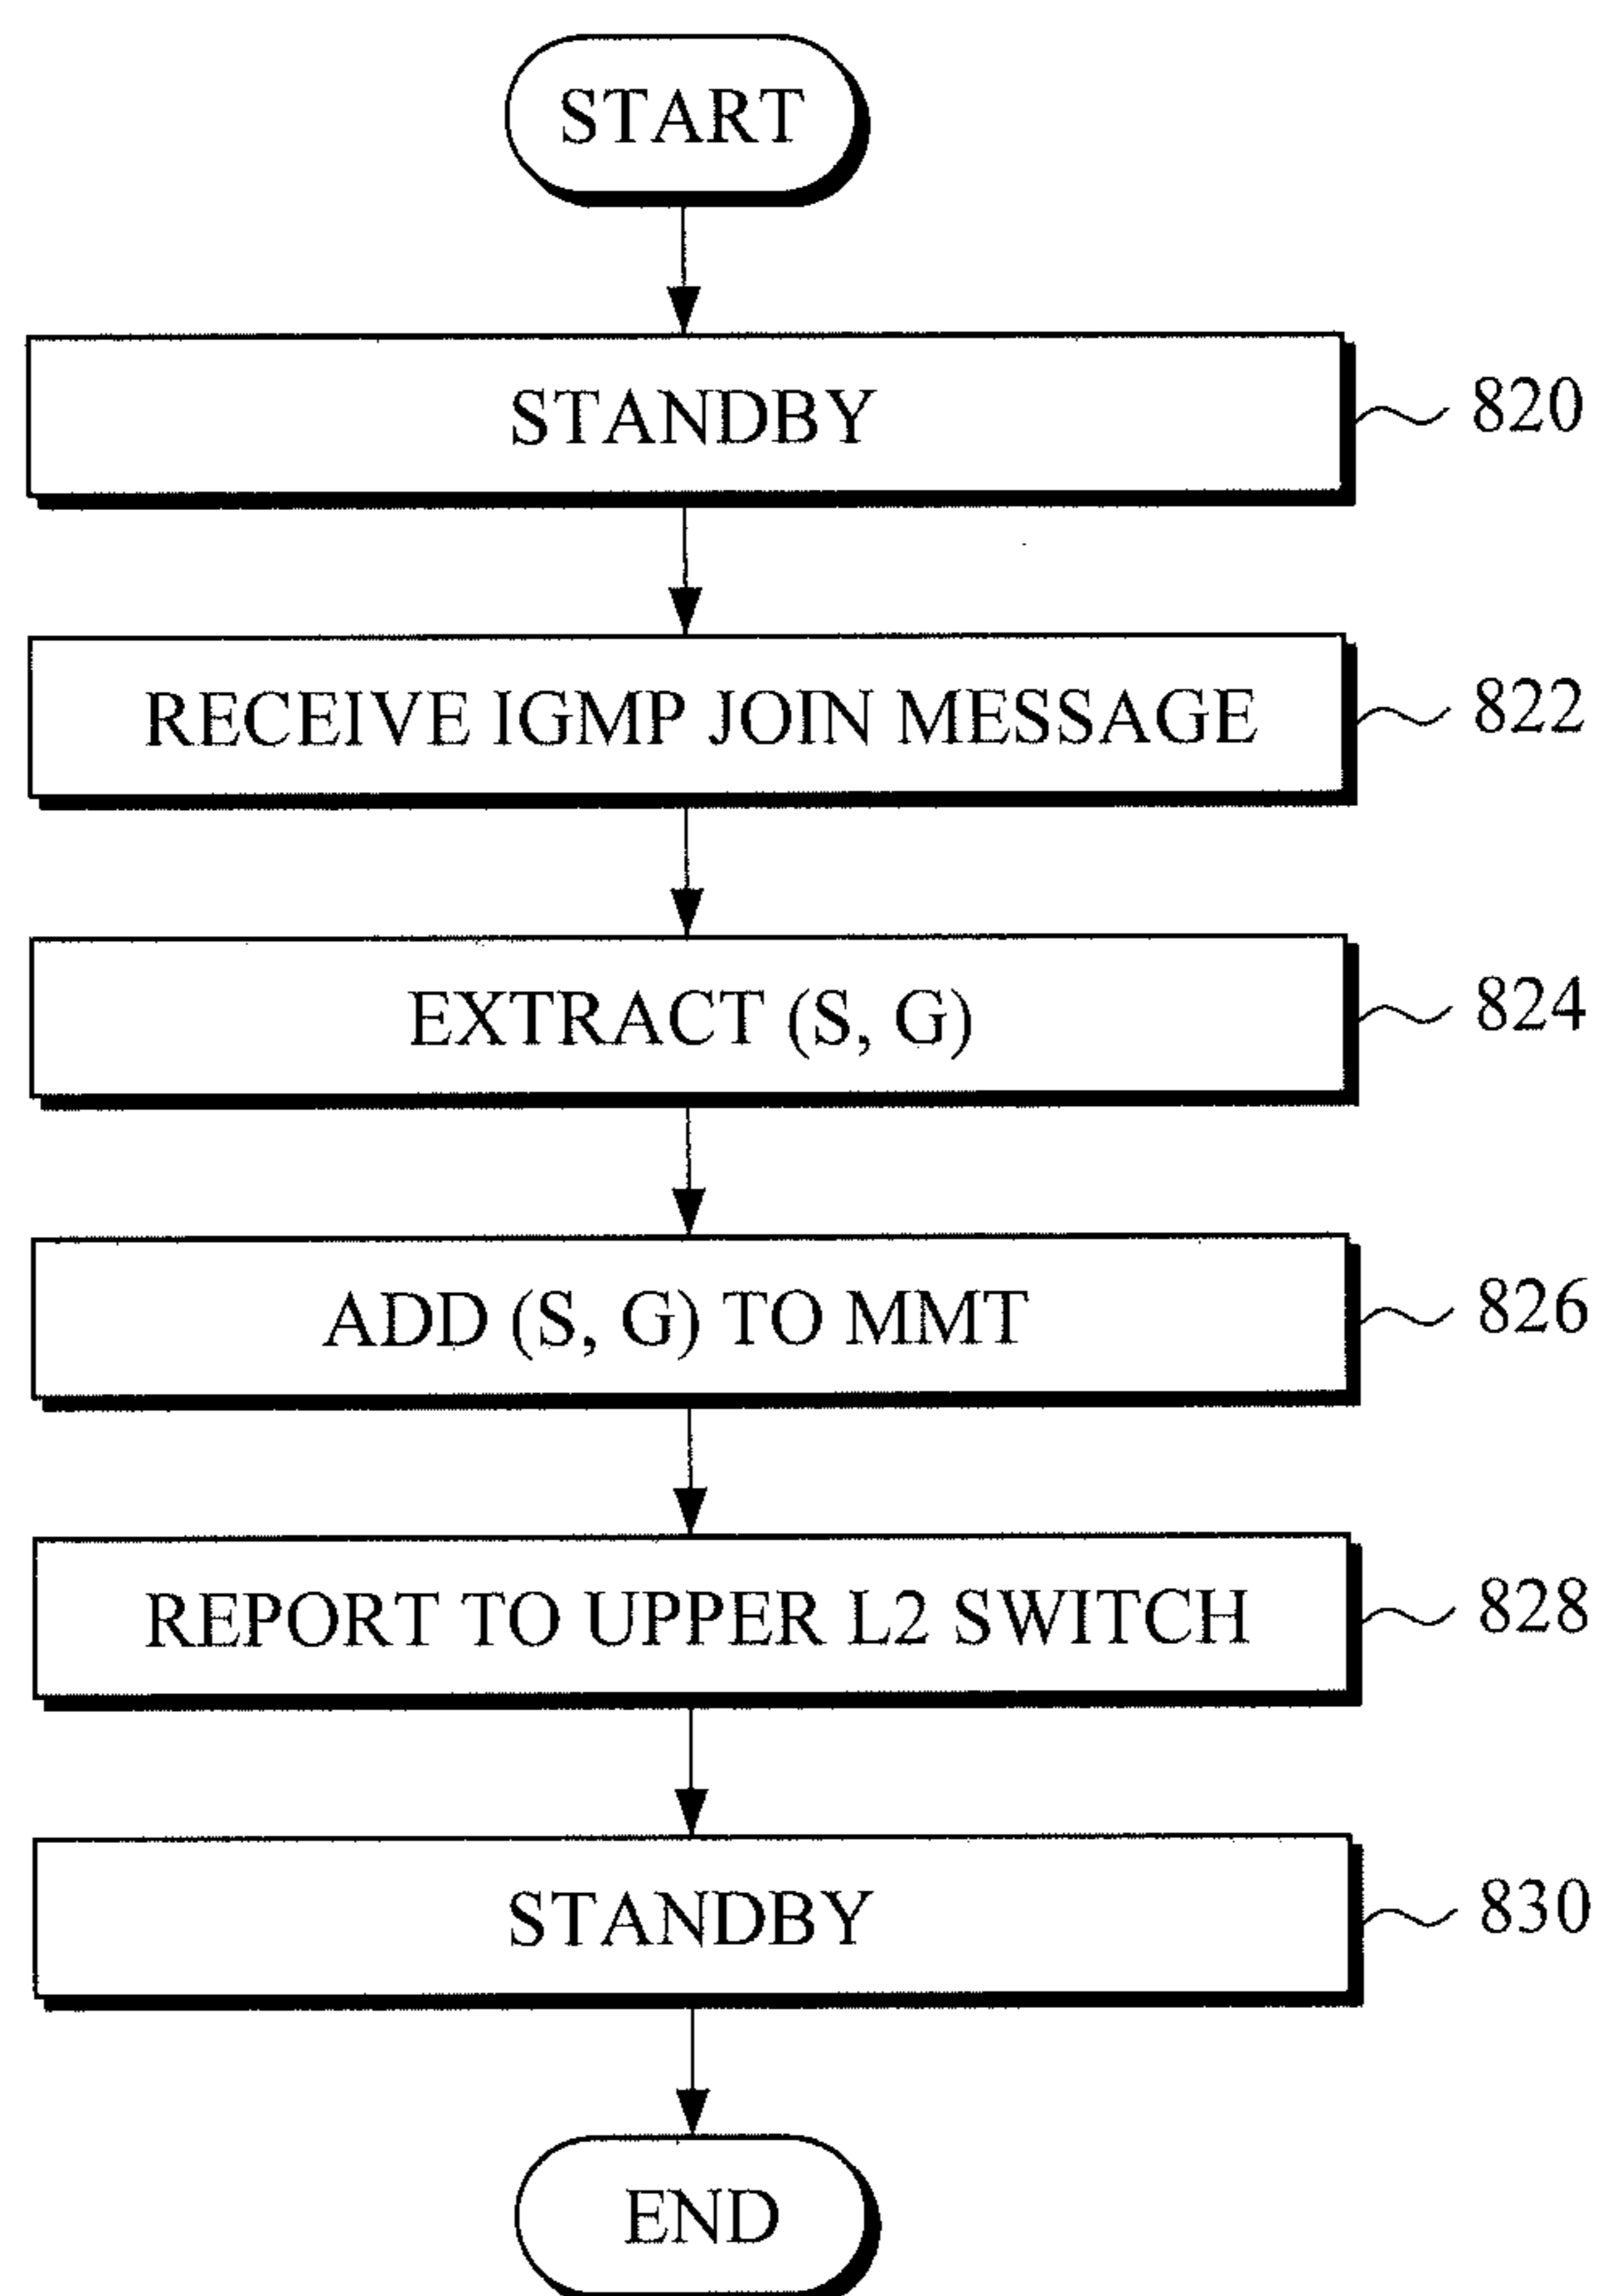 START
STANDBY
820
RECEIVE IGMP JOIN MESSAGE
822
EXTRACT (S, G)
824
ADD (S, G) TO MMT
826
REPORT TO UPPER L2 SWITCH
828
STANDBY
830
END